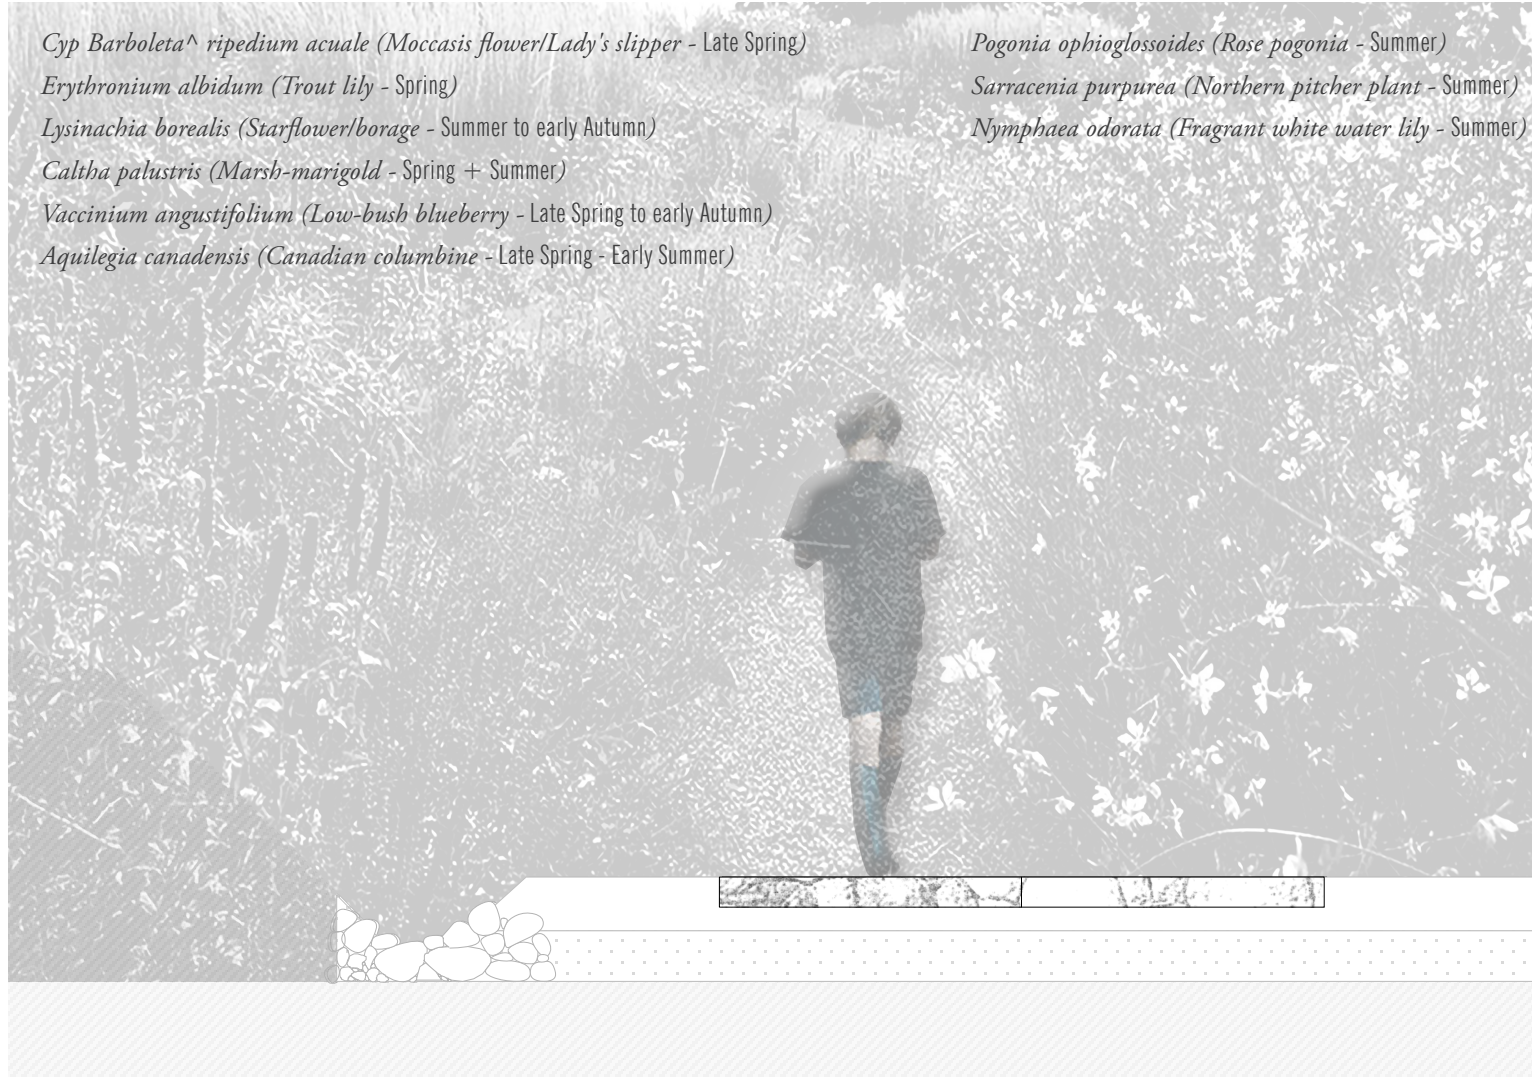 Cyp Barboleta^ ripedium acuale (Moccasis flower/Lady's slipper - Late Spring)
Erythronium albidum (Trout lily - Spring)
Lysinachia borealis (Starflower/borage - Summer to early Autumn)
Caltha palustris (Marsh-marigold - Spring + Summer)
Vaccinium angustifolium (Low-bush blueberry - Late Spring to early Autumn)
Aquilegia canadensis (Canadian columbine - Late Spring - Early Summer)
Pogonia ophioglossoides (Rose pogonia - Summer)
Sarracenia purpurea (Northern pitcher plant - Summer)
Nymphaea odorata (Fragrant white water lily - Summer)